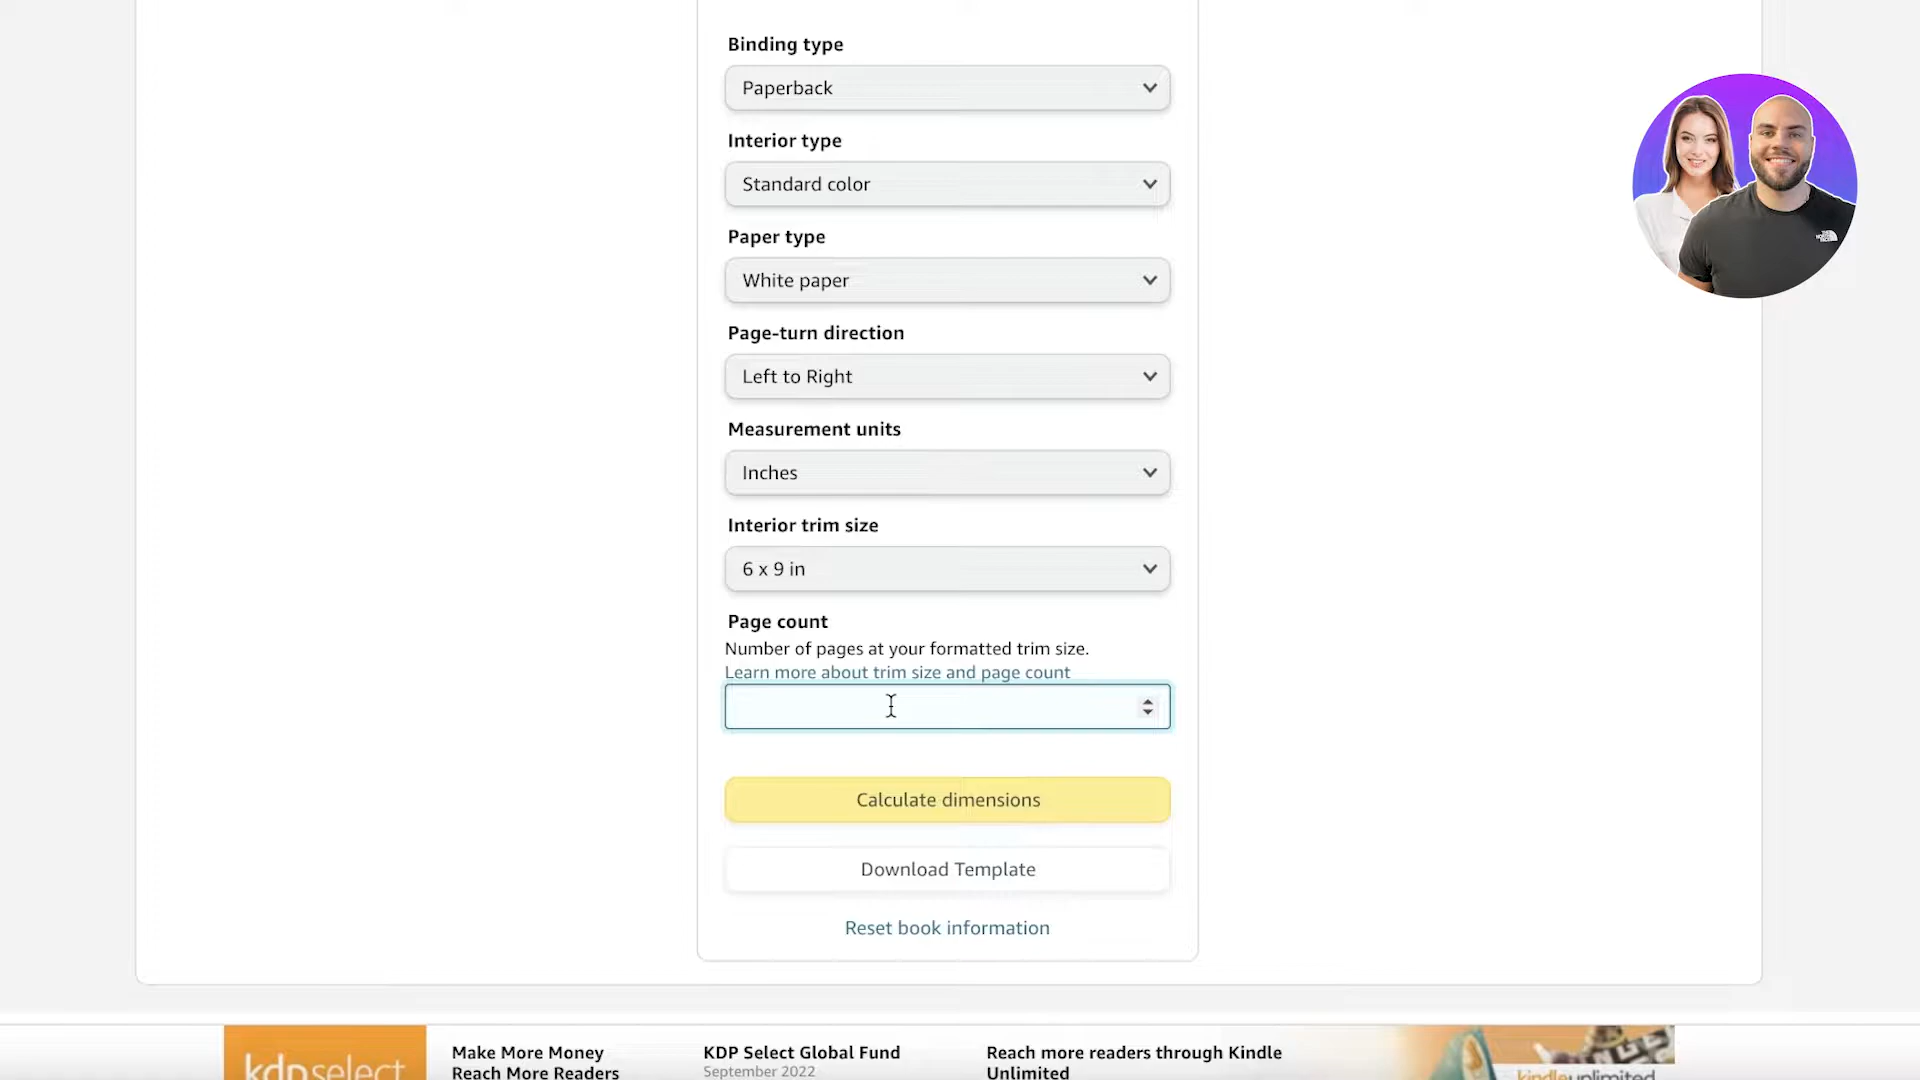 Binding type
Paperback
Interior type
Standard color
Paper type
White paper
Page-turn direction
Left to Right
Measurement units
Inches
Interior trim size
6 x 9 in
Page count
Number of pages at your formatted trim size.
Learn more about trim size and page count
Calculate dimensions
Download Template
Reset book information
kdpselect
Make More Money
Reach More Readers
KDP Select Global Fund
September 2022
Reach more readers through Kindle
Unlimited
kindleunlimited